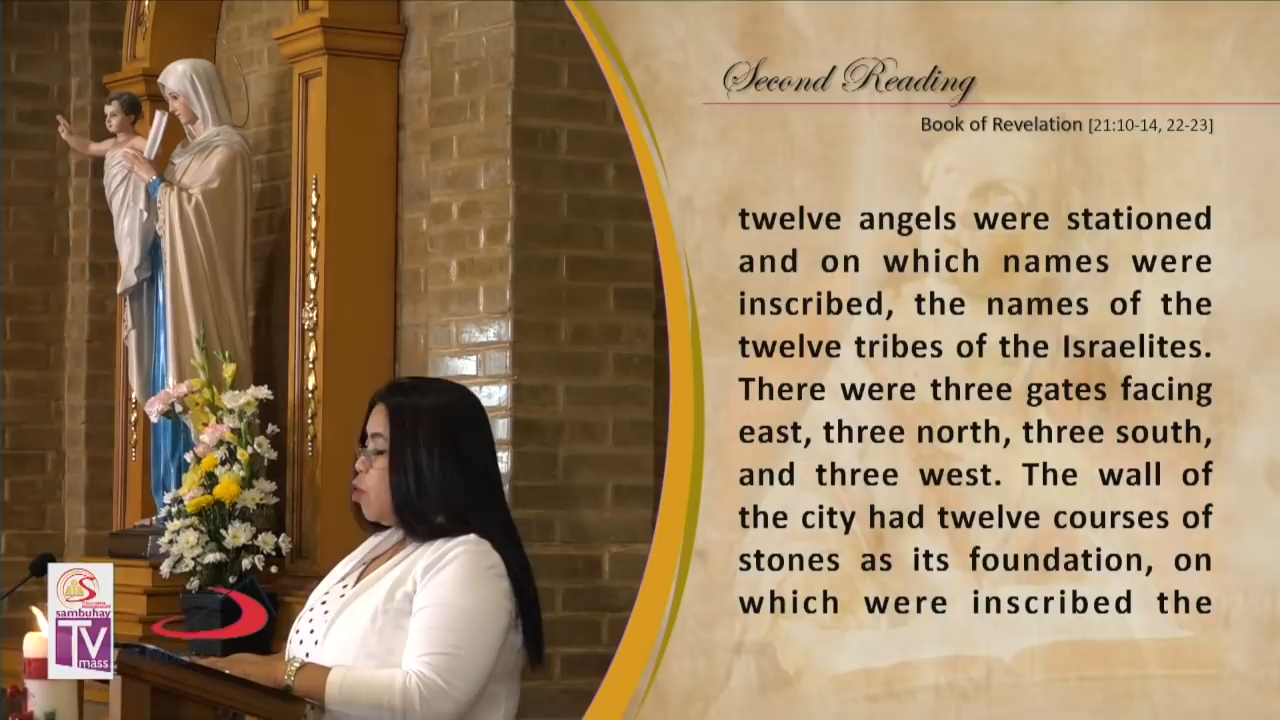 Second Reading
Book of Revelation [21:10-14, 22-23]
twelve angels were stationed
and on which names were
inscribed, the names of the
twelve tribes of the Israelites.
There were three gates facing
east, three north, three south,
and three west. The wall of
the city had twelve courses of
stones as its foundation, on
which were inscribed the
sambuhay
TV
mass